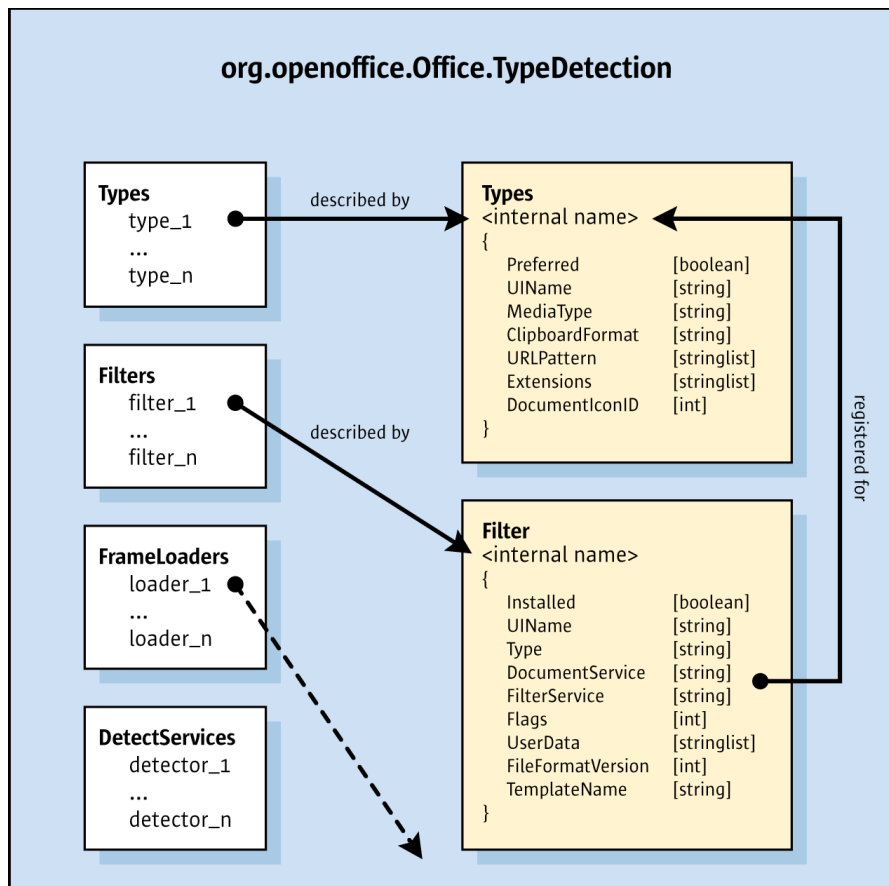 org.openoffice.Office.TypeDetection
Types
type_1
...
type_n
described by
Types
<internal name>
{
Preferred [boolean]
UIName [string]
MediaType [string]
ClipboardFormat [string]
URLPattern [stringlist]
Extensions [stringlist]
DocumentIconID [int]
}
Filters
filter_1
...
filter_n
described by
registered for
Filter
<internal name>
{
Installed [boolean]
UIName [string]
Type [string]
DocumentService [string]
FilterService [string]
Flags [int]
UserData [stringlist]
FileFormatVersion [int]
TemplateName [string]
}
FrameLoaders
loader_1
...
loader_n
DetectServices
detector_1
...
detector_n